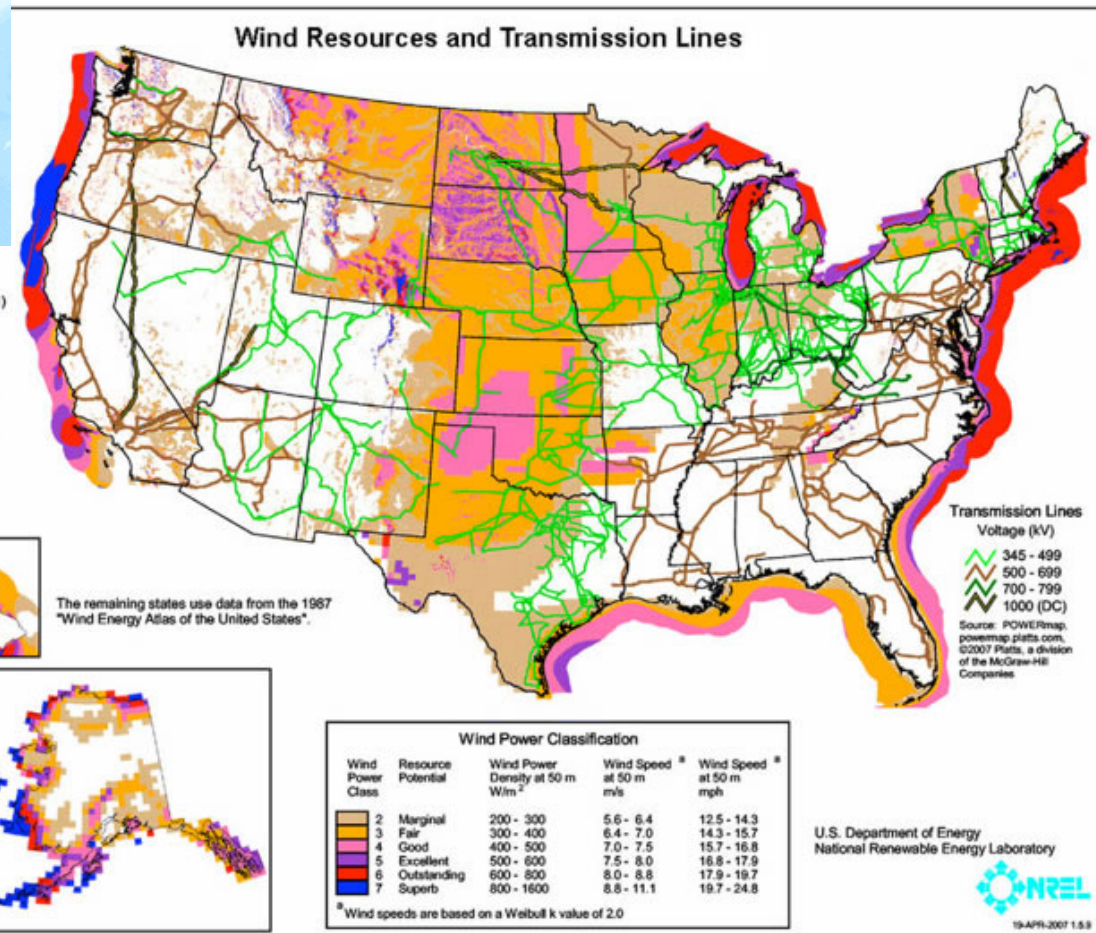 Wind Resources and Transmission Lines
)
Transmission Lines
Voltage (kV)
345 - 499
500 - 699
700 - 799
1000 (DC)
Source: POWERmap,
powermap.platts.com,
©2007 Platts, a division
of the McGraw-Hill
Companies
The remaining states use data from the 1987
"Wind Energy Atlas of the United States".
Wind Power Classification
Wind Power Class Resource Potential Wind Power Density at 50 m W/m² Wind Speed ª at 50 m m/s Wind Speed ª at 50 m mph
2 Marginal 200 - 300 5.6 - 6.4 12.5 - 14.3
3 Fair 300 - 400 6.4 - 7.0 14.3 - 15.7
4 Good 400 - 500 7.0 - 7.5 15.7 - 16.8
5 Excellent 500 - 600 7.5 - 8.0 16.8 - 17.9
6 Outstanding 600 - 800 8.0 - 8.8 17.9 - 19.7
7 Superb 800 - 1600 8.8 - 11.1 19.7 - 24.8
ª Wind speeds are based on a Weibull k value of 2.0
U.S. Department of Energy
National Renewable Energy Laboratory
NREL
19-APR-2007 1.5.9